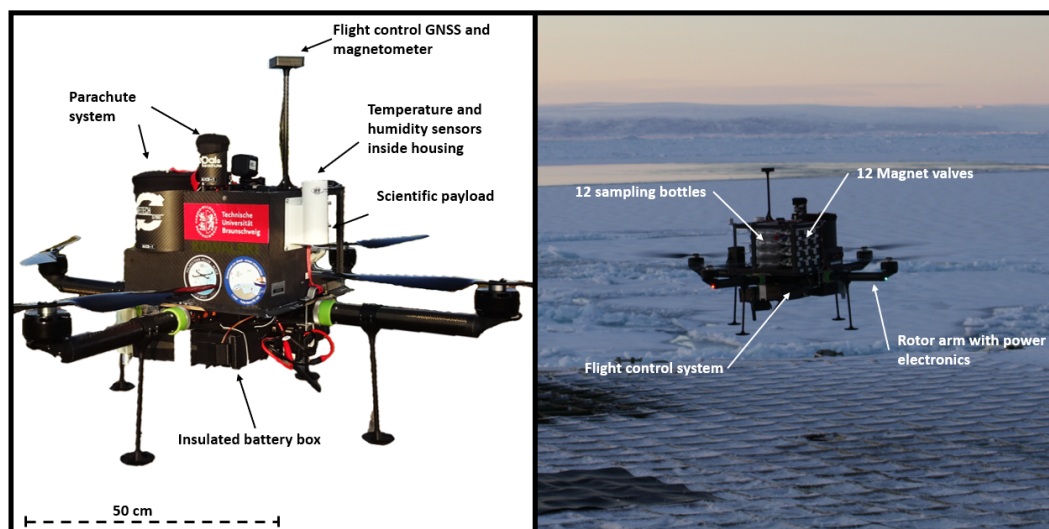 Flight control GNSS and
magnetometer
Parachute
system
Temperature and
humidity sensors
inside housing
Scientific payload
Technische
Universität
Braunschweig
Insulated battery box
50 cm
12 sampling bottles
12 Magnet valves
Flight control system
Rotor arm with power
electronics